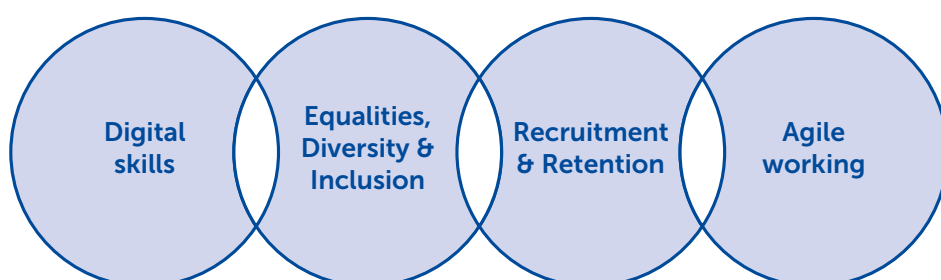 Digital
skills
Equalities,
Diversity &
Inclusion
Recruitment
& Retention
Agile
working